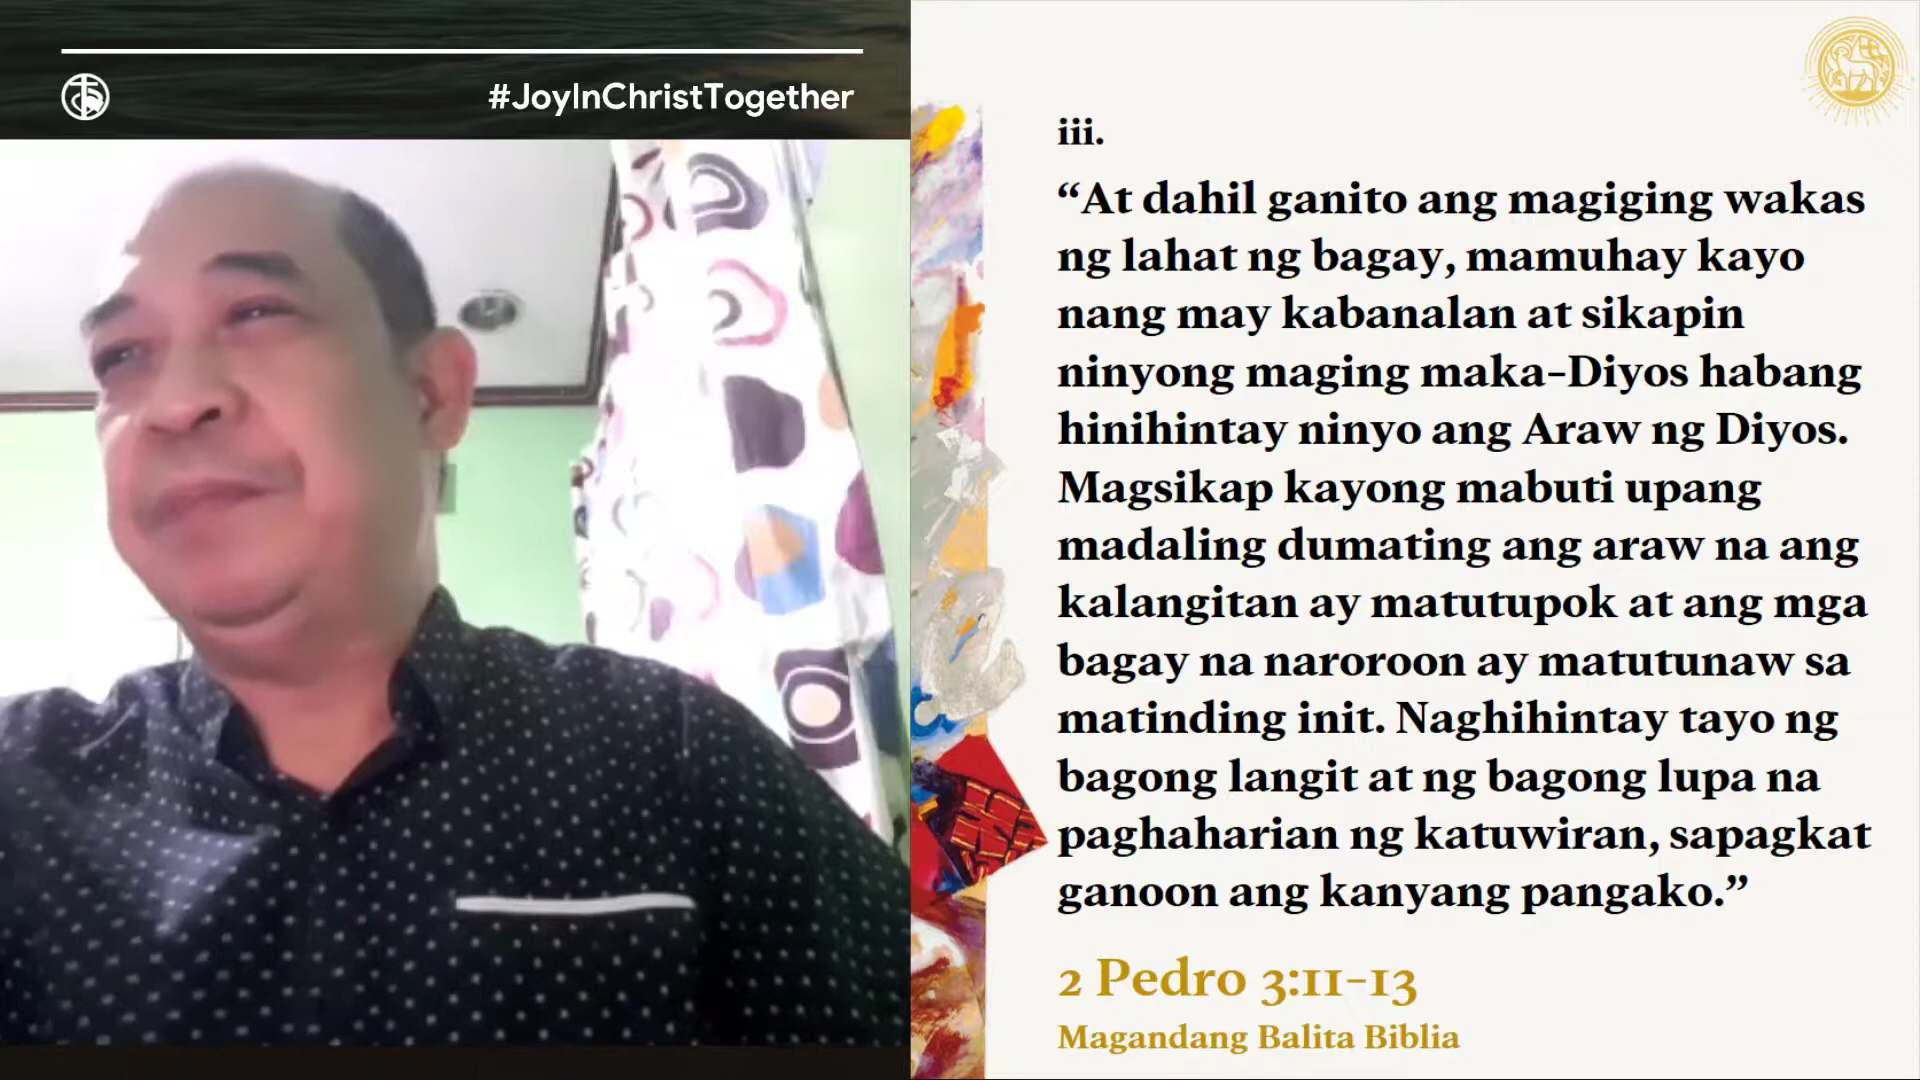 #JoyInChristTogether
iii.
“At dahil ganito ang magiging wakas
ng lahat ng bagay, mamuhay kayo
nang may kabanalan at sikapin
ninyong maging maka-Diyos habang
hinihintay ninyo ang Araw ng Diyos.
Magsikap kayong mabuti upang
madaling dumating ang araw na ang
kalangitan ay matutupok at ang mga
bagay na naroroon ay matutunaw sa
matinding init. Naghihintay tayo ng
bagong langit at ng bagong lupa na
paghaharian ng katuwiran, sapagkat
ganoon ang kanyang pangako.”
2 Pedro 3:11-13
Magandang Balita Biblia